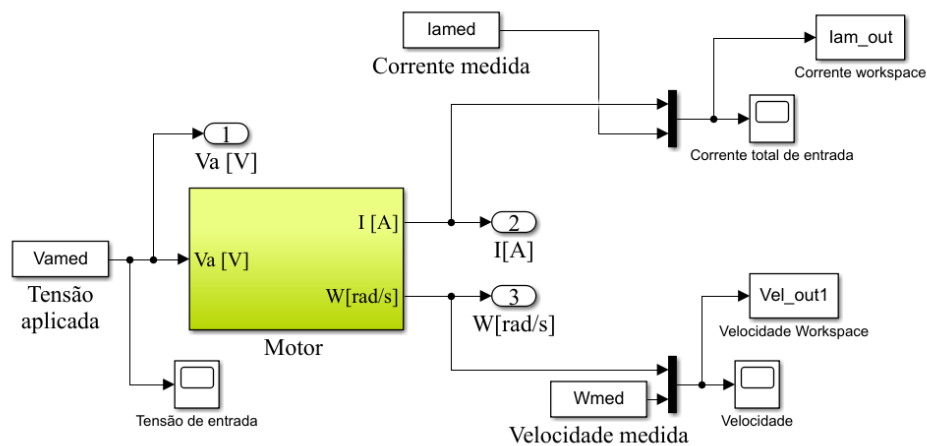 Iamed
Corrente medida
Iam_out
Corrente workspace
Corrente total de entrada
1
Va [V]
I [A]
2
I[A]
Vamed
Va [V]
Tensão
aplicada
W[rad/s]
3
W[rad/s]
Motor
Vel_out1
Velocidade Workspace
Tensão de entrada
Wmed
Velocidade medida
Velocidade